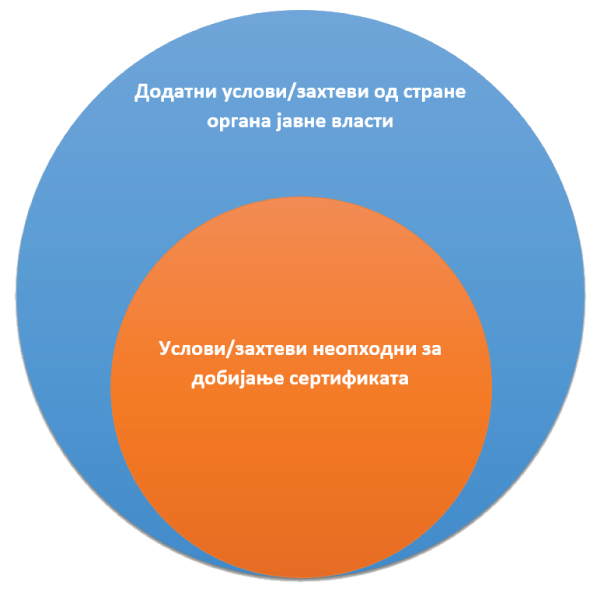 Додатни услови/захтеви од стране
органа јавне власти
Услови/захтеви неопходни за
добијање сертификата